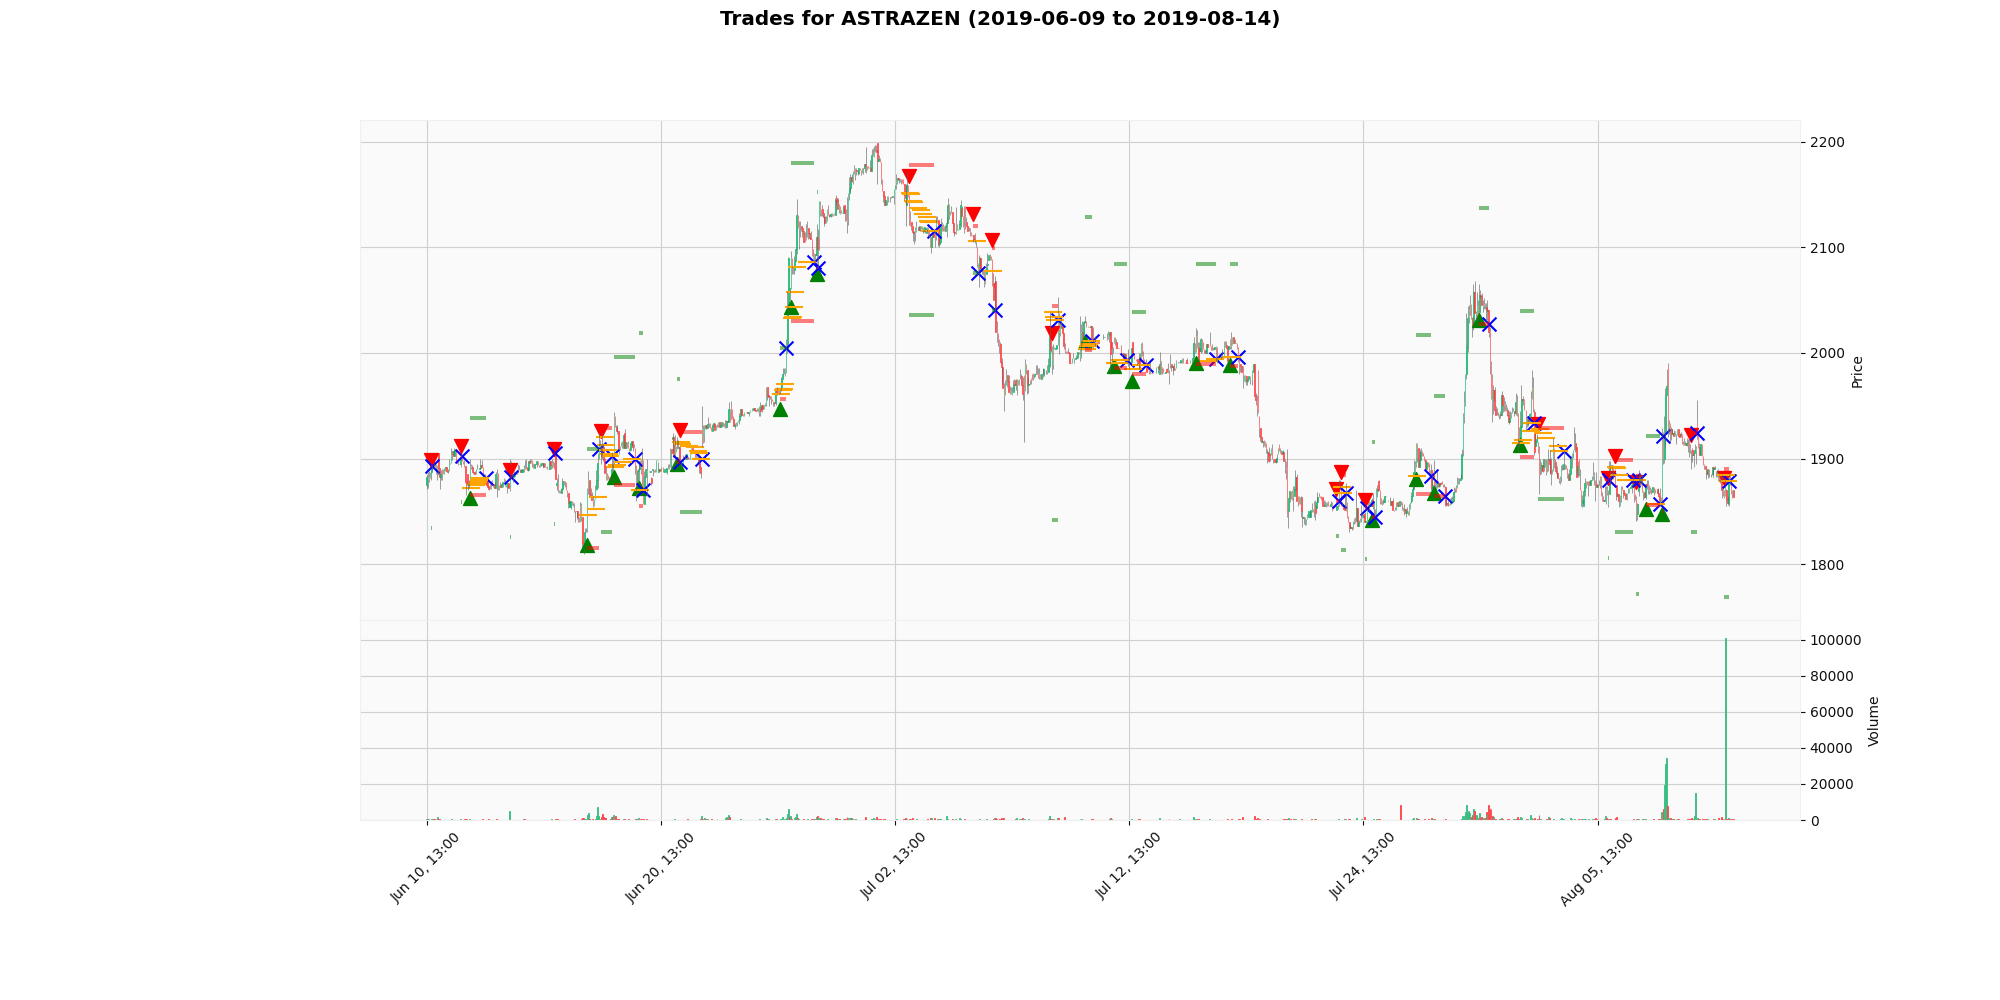 Trades for ASTRAZEN (2019-06-09 to 2019-08-14)
2200
2100
2000
1900
1800
Price
100000
80000
60000
40000
20000
0
Volume
Jun 10, 13:00
Jun 20, 13:00
Jul 02, 13:00
Jul 12, 13:00
Jul 24, 13:00
Aug 05, 13:00